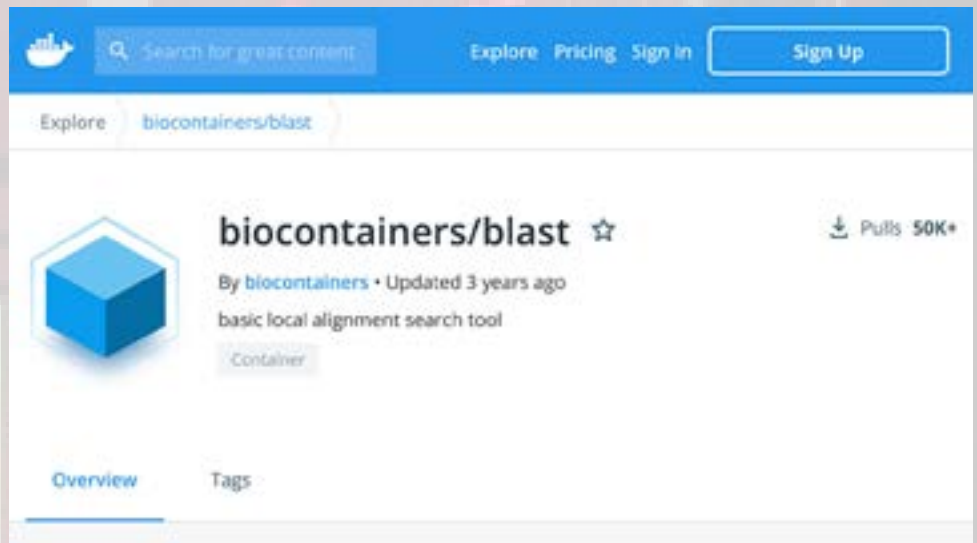 Search for great content
Explore Pricing Sign In Sign Up
Explore biocontainers/blast
biocontainers/blast
Pulls 50K+
By biocontainers • Updated 3 years ago
basic local alignment search tool
Container
Overview Tags